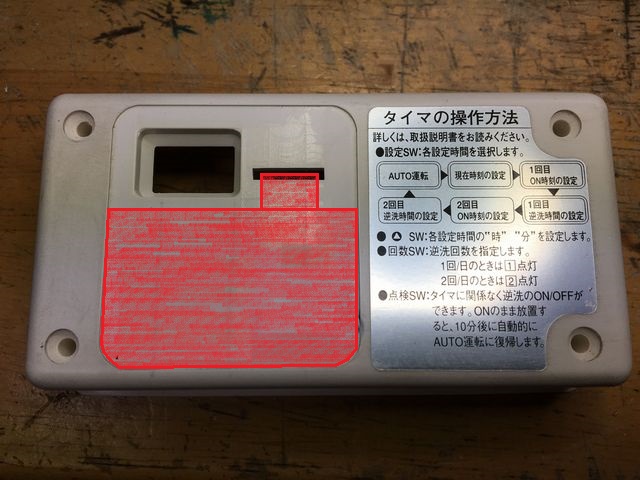 タイマの操作方法
詳しくは、取扱説明書をお読みください。
●設定SW:各設定時間を選択します。
AUTO運転
現在時刻の設定
1回目
ON時刻の設定
2回目
逆洗時間の設定
2回目
ON時刻の設定
1回目
逆洗時間の設定
● SW:各設定時間の"時" "分"を設定します。
●回数SW:逆洗回数を指定します。
1回/日のときは1点灯
2回/日のときは2点灯
●点検SW:タイマに関係なく逆洗のON/OFFが
できます。ONのまま放置す
ると、10分後に自動的に
AUTO運転に復帰します。